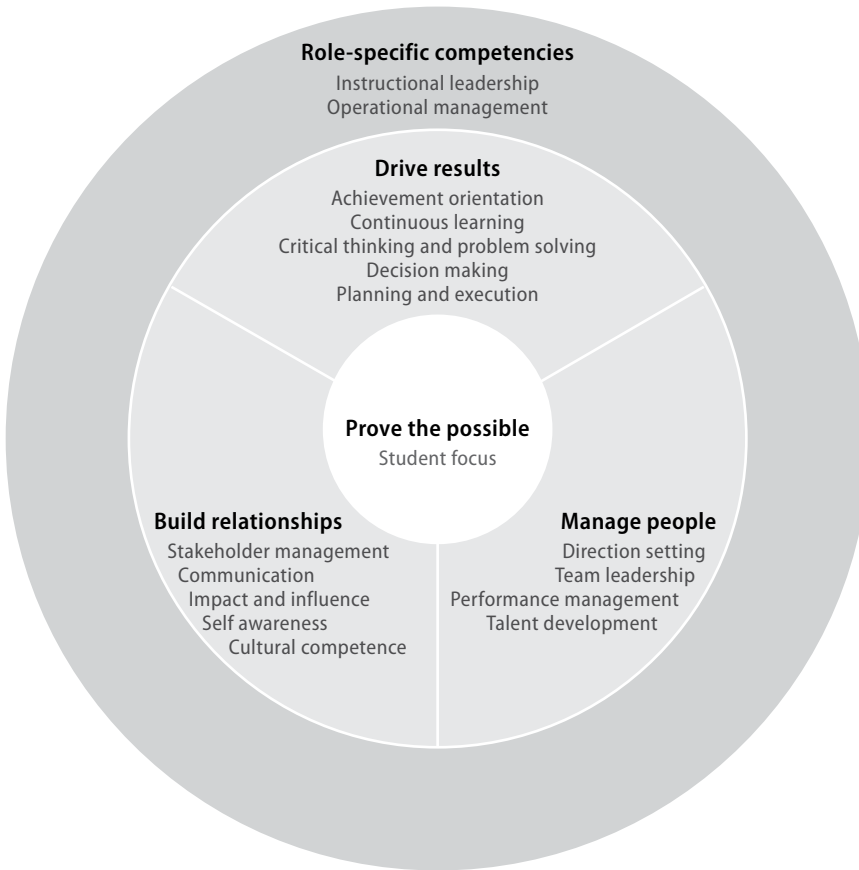 Role-specific competencies
Instructional leadership
Operational management
Drive results
Achievement orientation
Continuous learning
Critical thinking and problem solving
Decision making
Planning and execution
Prove the possible
Student focus
Build relationships
Stakeholder management
Communication
Impact and influence
Self awareness
Cultural competence
Manage people
Direction setting
Team leadership
Performance management
Talent development